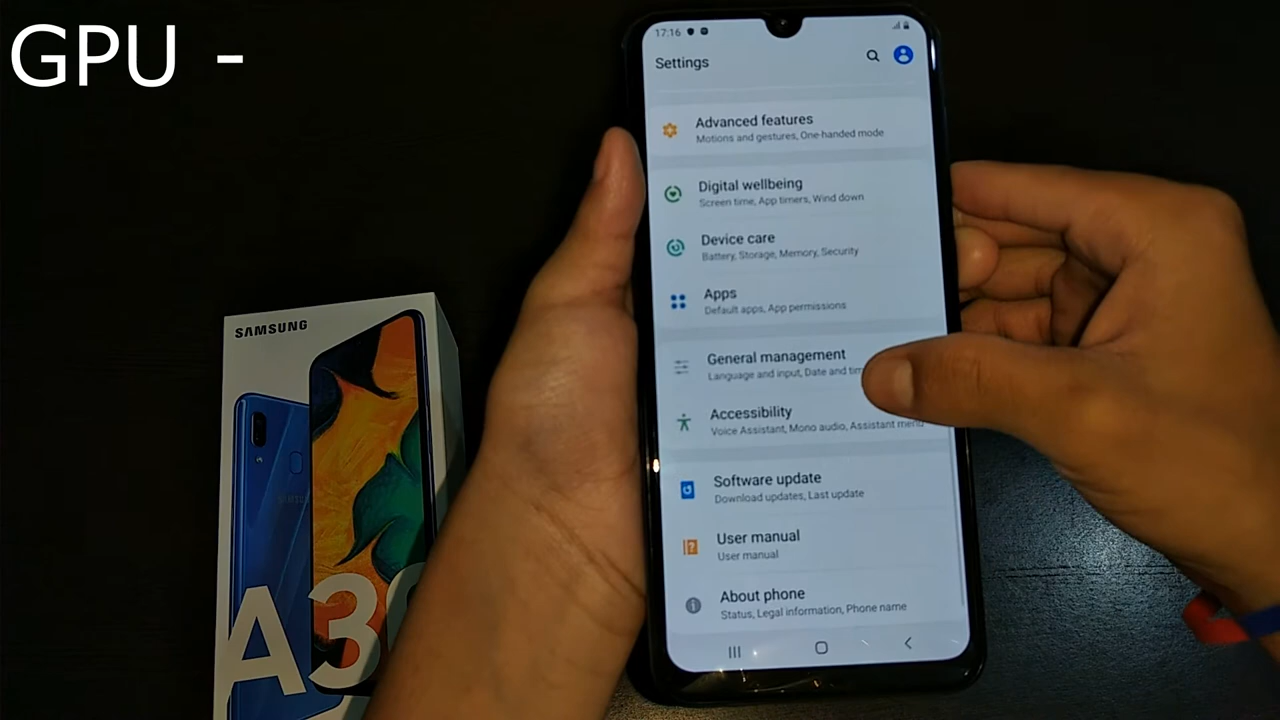 GPU -
17:16
Settings
Advanced features
Motions and gestures, One-handed mode
Digital wellbeing
Screen time, App timers, Wind down
Device care
Battery, Storage, Memory, Security
Apps
Default apps, App permissions
General management
Language and input, Date and tim
Accessibility
Voice Assistant, Mono audio, Assistant menu
Software update
Download updates, Last update
User manual
User manual
About phone
Status, Legal information, Phone name
SAMSUNG
SAMSUNG
A30